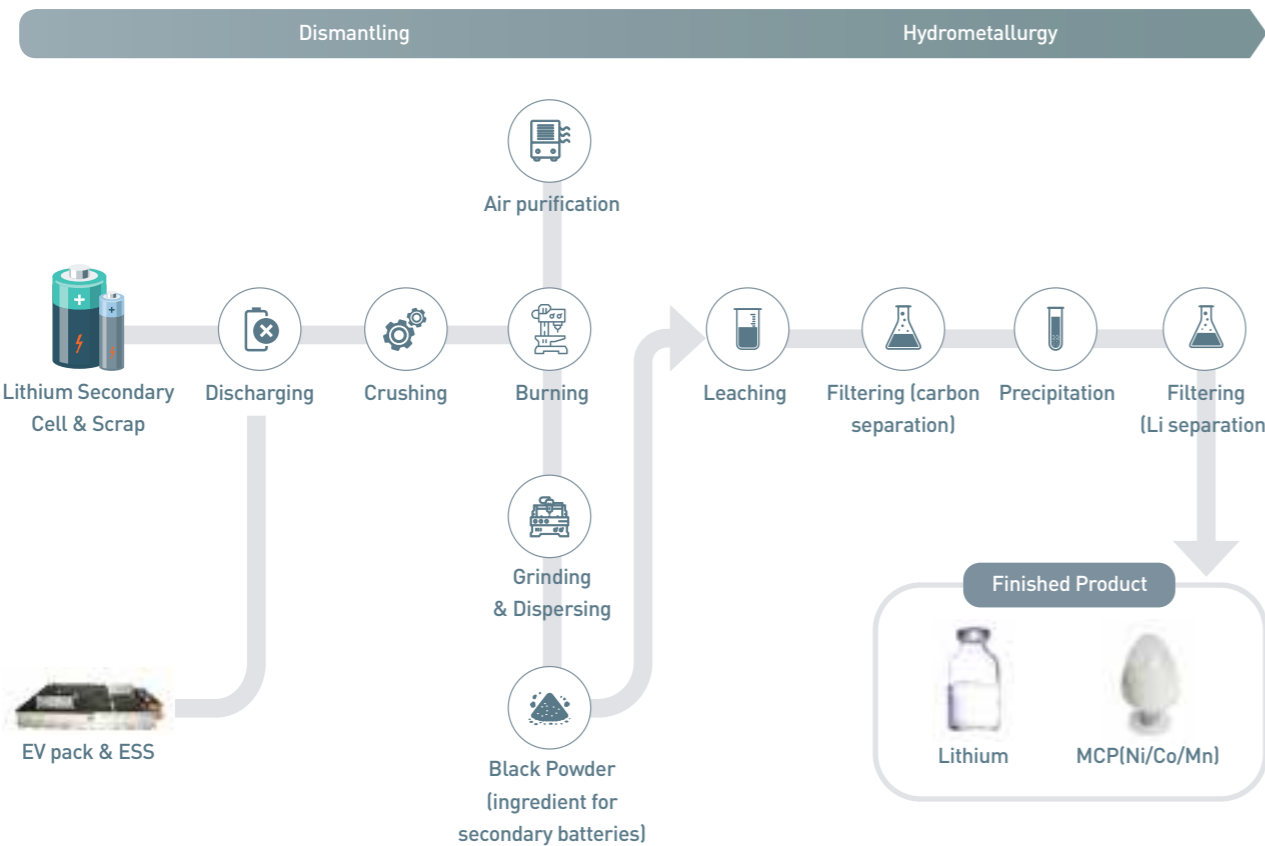 Dismantling
Hydrometallurgy
Air purification
Lithium Secondary
Cell & Scrap
Discharging
Crushing
Burning
Leaching
Filtering (carbon
separation)
Precipitation
Filtering
(Li separation
Grinding
& Dispersing
Finished Product
EV pack & ESS
Black Powder
(ingredient for
secondary batteries)
Lithium
MCP(Ni/Co/Mn)